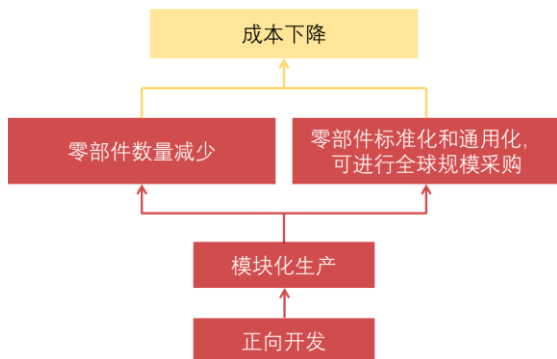 成本下降
零部件数量减少
零部件标准化和通用化,
可进行全球规模采购
模块化生产
正向开发